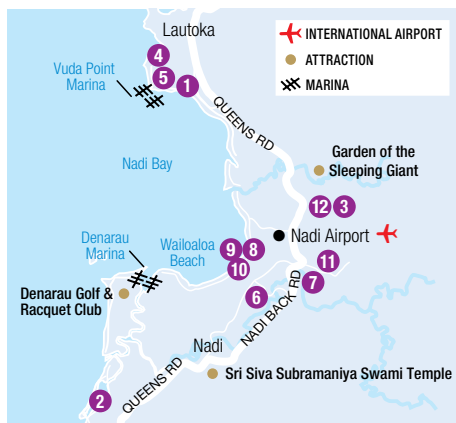 Lautoka
INTERNATIONAL AIRPORT
ATTRACTION
MARINA
4
5
1
Vuda Point
Marina
QUEENS RD
Nadi Bay
Garden of the
Sleeping Giant
12 3
Denarau
Marina
Wailoaloa
Beach
9 8
10
Nadi Airport
11
7
6
Denarau Golf &
Racquet Club
NADI BACK RD
Nadi
QUEENS RD
Sri Siva Subramaniya Swami Temple
2